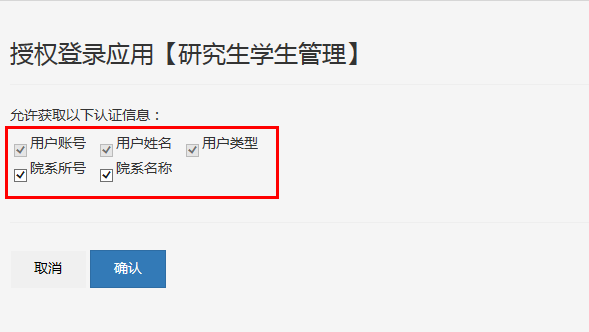 授权登录应用【研究生学生管理】
允许获取以下认证信息：
用户账号 用户姓名 用户类型
院系所号 院系名称
取消 确认